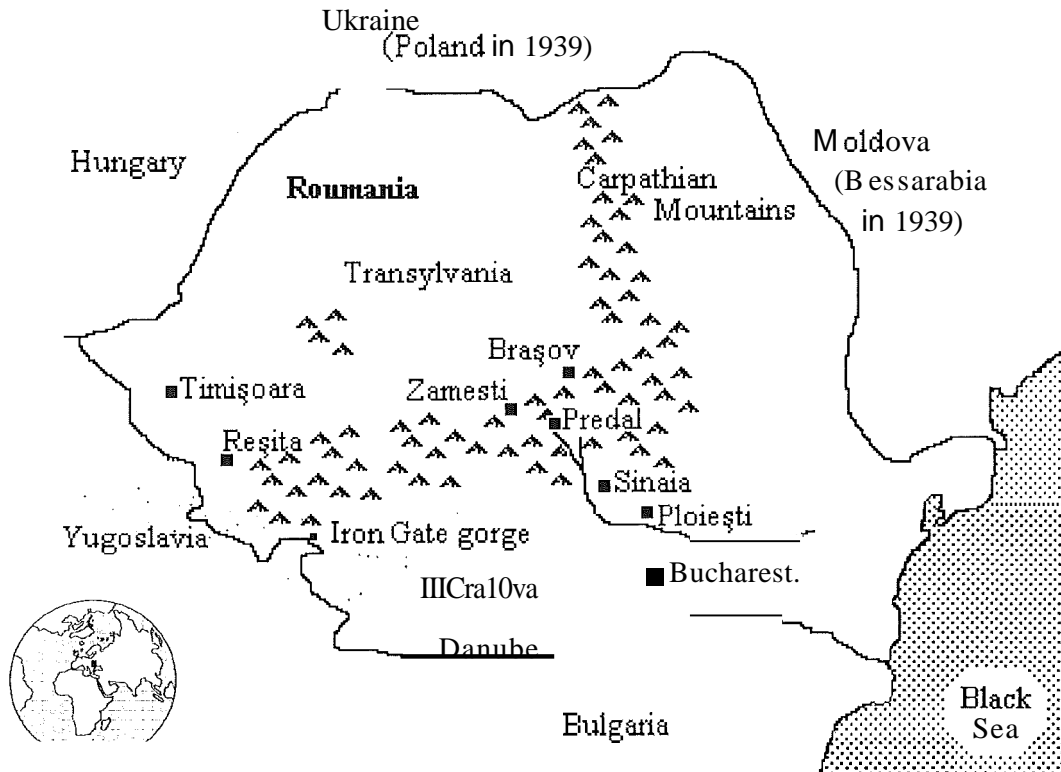 Ukraine
(Poland in 1939)
Hungary
Moldova
(Bessarabia
in 1939)
Roumania
Carpathian
Mountains
Transylvania
Braşov
Timişoara
Zamesti
Predal
Reşita
Sinaia
Ploieşti
Yugoslavia
Iron Gate gorge
Bucharest.
IIICra10va
Danube
Black
Sea
Bulgaria